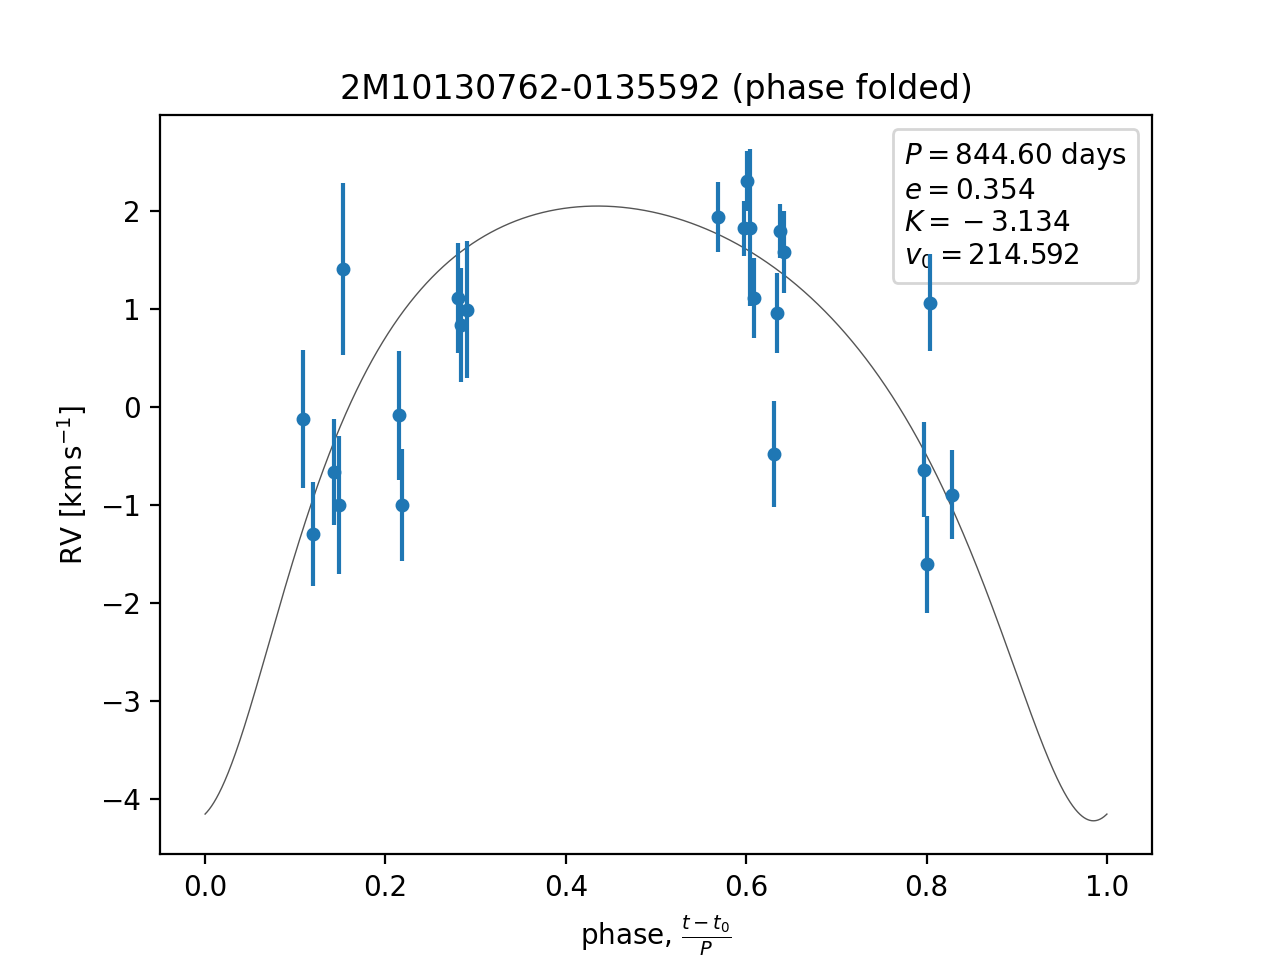 2M10130762-0135592 (phase folded)
P = 844.60 days
e = 0.354
K = −3.134
v₀ = 214.592
2
1
0
−1
−2
−3
−4
RV [km s⁻¹]
0.0 0.2 0.4 0.6 0.8 1.0
phase, (t − t₀)/P